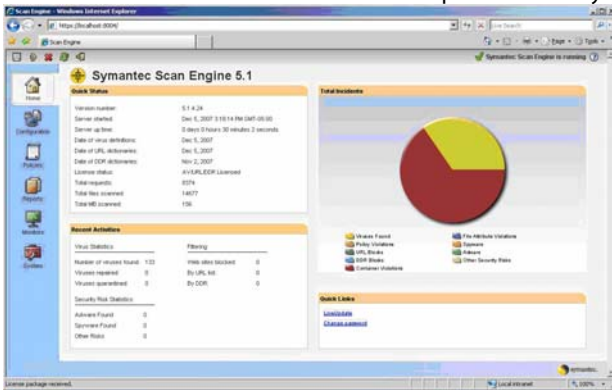 Scan Engine - Windows Internet Explorer
https://localhost:8004/
Live Search
Scan Engine
Page
Tools
Symantec Scan Engine is running
Symantec Scan Engine 5.1
Home
Configuration
Policies
Reports
Monitors
System
Quick Status
Version number: 5.1.4.24
Server started: Dec 5, 2007 3:18:14 PM GMT-05:00
Server up time: 0 days 0 hours 30 minutes 2 seconds
Date of virus definitions: Dec 5, 2007
Date of URL dictionaries: Dec 5, 2007
Date of DDR dictionaries: Nov 2, 2007
License status: AV/URL/DDR Licensed
Total requests: 8374
Total files scanned: 14677
Total MB scanned: 156
Recent Activities
Virus Statistics
Number of viruses found 133
Viruses repaired 0
Viruses quarantined 0
Security Risk Statistics
Adware Found 0
Spyware Found 0
Other Risks 0
Filtering
Web sites blocked 0
By URL list 0
By DDR 0
Total Incidents
Viruses Found
Policy Violations
URL Blocks
DDR Blocks
Container Violations
File Attribute Violations
Spyware
Adware
Other Security Risks
Quick Links
LiveUpdate
Change password
symantec.
License package received.
Local intranet
100%